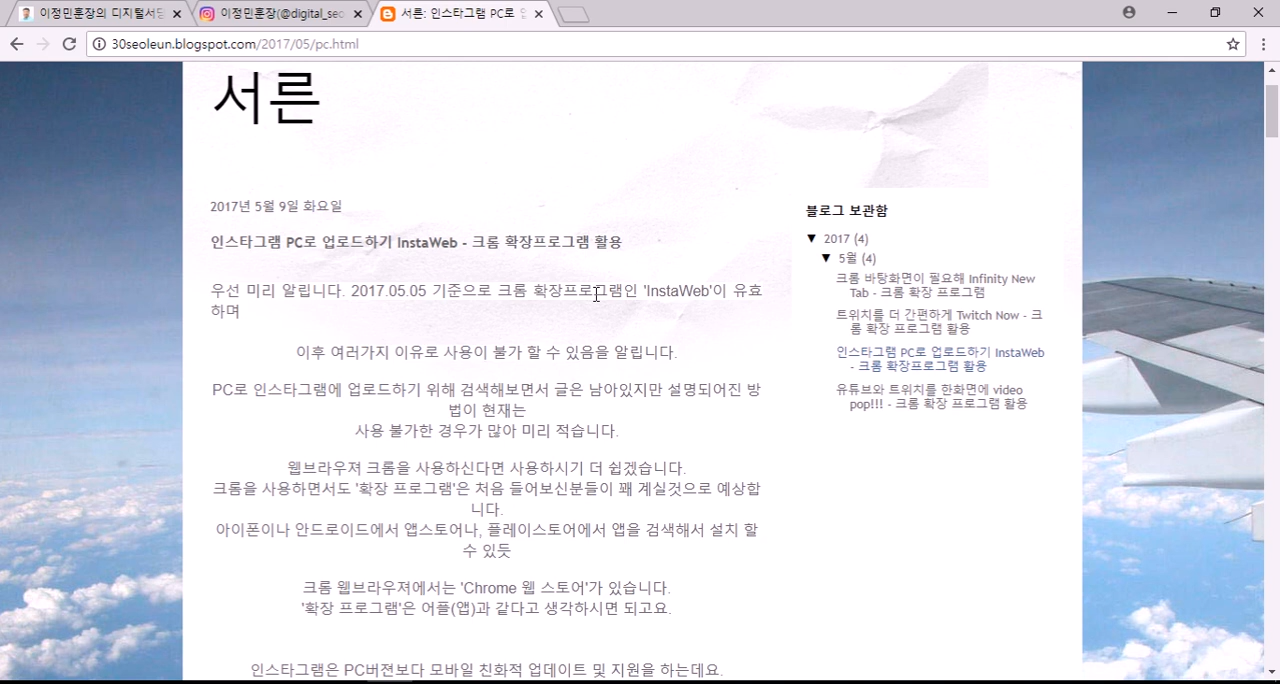 이정민훈장의 디지털서당
이정민훈장(@digital_seo
서른: 인스타그램 PC로 업
30seoleun.blogspot.com/2017/05/pc.html
서른
2017년 5월 9일 화요일
인스타그램 PC로 업로드하기 InstaWeb - 크롬 확장프로그램 활용
우선 미리 알립니다. 2017.05.05 기준으로 크롬 확장프로그램인 'InstaWeb'이 유효
하며
이후 여러가지 이유로 사용이 불가 할 수 있음을 알립니다.
PC로 인스타그램에 업로드하기 위해 검색해보면서 글은 남아있지만 설명되어진 방
법이 현재는
사용 불가한 경우가 많아 미리 적습니다.
웹브라우져 크롬을 사용하신다면 사용하시기 더 쉽겠습니다.
크롬을 사용하면서도 '확장 프로그램'은 처음 들어보신분들이 꽤 계실것으로 예상합
니다.
아이폰이나 안드로이드에서 앱스토어나, 플레이스토어에서 앱을 검색해서 설치 할
수 있듯
크롬 웹브라우져에서는 'Chrome 웹 스토어'가 있습니다.
'확장 프로그램'은 어플(앱)과 같다고 생각하시면 되고요.
인스타그램은 PC버젼보다 모바일 친화적 업데이트 및 지원을 하는데요.
블로그 보관함
▼ 2017 (4)
▼ 5월 (4)
크롬 바탕화면이 필요해 Infinity New
Tab - 크롬 확장 프로그램
트위치를 더 간편하게 Twitch Now - 크
롬 확장 프로그램 활용
인스타그램 PC로 업로드하기 InstaWeb
- 크롬 확장프로그램 활용
유튜브와 트위치를 한화면에 video
pop!!! - 크롬 확장 프로그램 활용